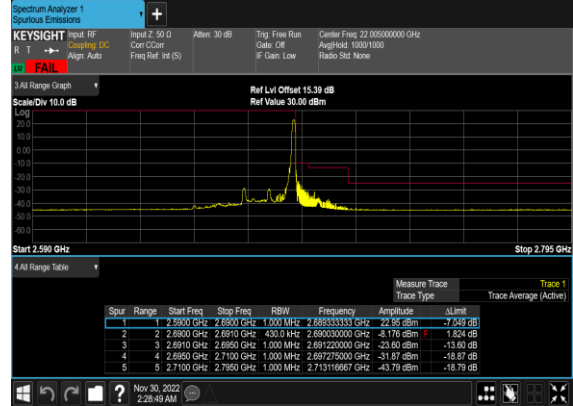 Spectrum Analyzer 1
Spurious Emissions
+
KEYSIGHT Input: RF Input Z: 50 Ω Atten: 30 dB Trig: Free Run Center Freq: 22.005000000 GHz
R T Coupling: DC Corr CCorr Gate: Off Avg|Hold: 1000/1000
Align: Auto Freq Ref: Int (S) IF Gain: Low Radio Std: None
FAIL
3 All Range Graph
Ref Lvl Offset 15.39 dB
Scale/Div 10.0 dB Ref Value 30.00 dBm
Log
20.0
10.0
0.00
-10.0
-20.0
-30.0
-40.0
-50.0
-60.0
Start 2.590 GHz Stop 2.795 GHz
4 All Range Table
Measure Trace Trace 1
Trace Type Trace Average (Active)
Spur Range Start Freq Stop Freq RBW Frequency Amplitude ΔLimit
1 1 2.5900 GHz 2.6900 GHz 1.000 MHz 2.689333333 GHz 22.95 dBm -7.049 dB
2 2 2.6900 GHz 2.6910 GHz 430.0 kHz 2.690030000 GHz -8.176 dBm F 1.824 dB
3 3 2.6910 GHz 2.6950 GHz 1.000 MHz 2.691220000 GHz -23.60 dBm -13.60 dB
4 4 2.6950 GHz 2.7100 GHz 1.000 MHz 2.697275000 GHz -31.87 dBm -18.87 dB
5 5 2.7100 GHz 2.7950 GHz 1.000 MHz 2.713116667 GHz -43.79 dBm -18.79 dB
? Nov 30, 2022
2:28:49 AM